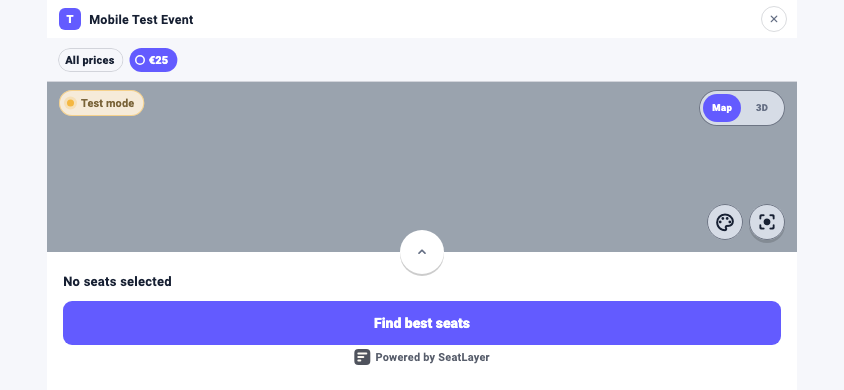 T Mobile Test Event
All prices €25
Test mode
Map 3D
No seats selected
Find best seats
Powered by SeatLayer